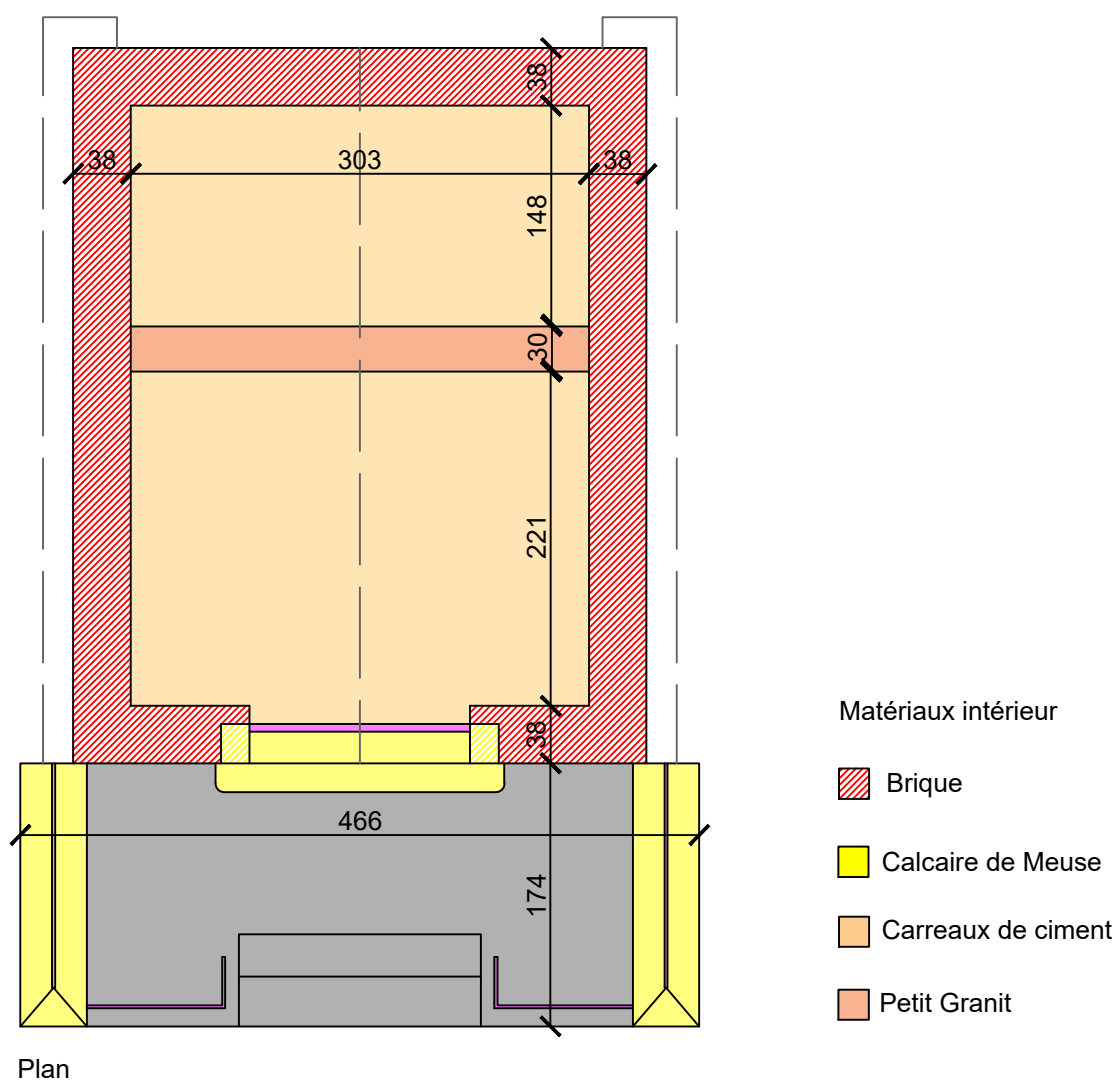 38
38 303 38
148
30
221
38
466
174
Plan
Matériaux intérieur
Brique
Calcaire de Meuse
Carreaux de ciment
Petit Granit